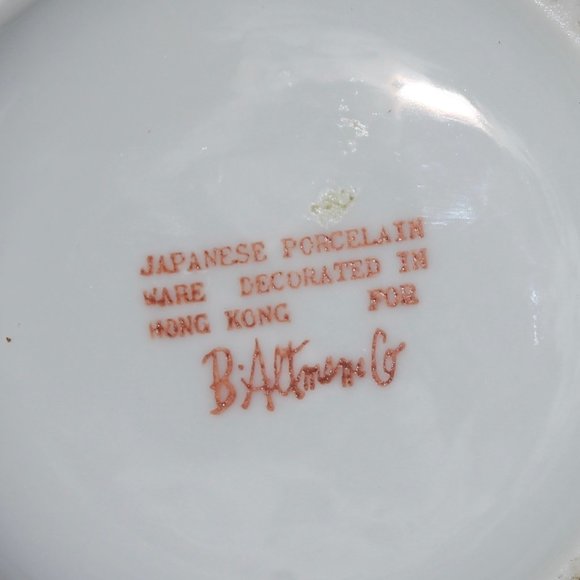 JAPANESE PORCELAIN
WARE DECORATED IN
HONG KONG FOR
B. Altman & Co